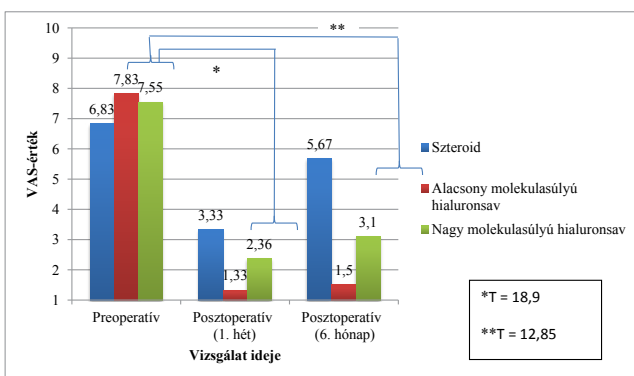 10
9
8
7
6
5
4
3
2
1
VAS-érték
**
*
6,83
7,83
7,55
3,33
1,33
2,36
5,67
1,5
3,1
Preoperatív
Posztoperatív
(1. hét)
Posztoperatív
(6. hónap)
Vizsgálat ideje
Szteroid
Alacsony molekulasúlyú
hialuronsav
Nagy molekulasúlyú hialuronsav
*T = 18,9
**T = 12,85